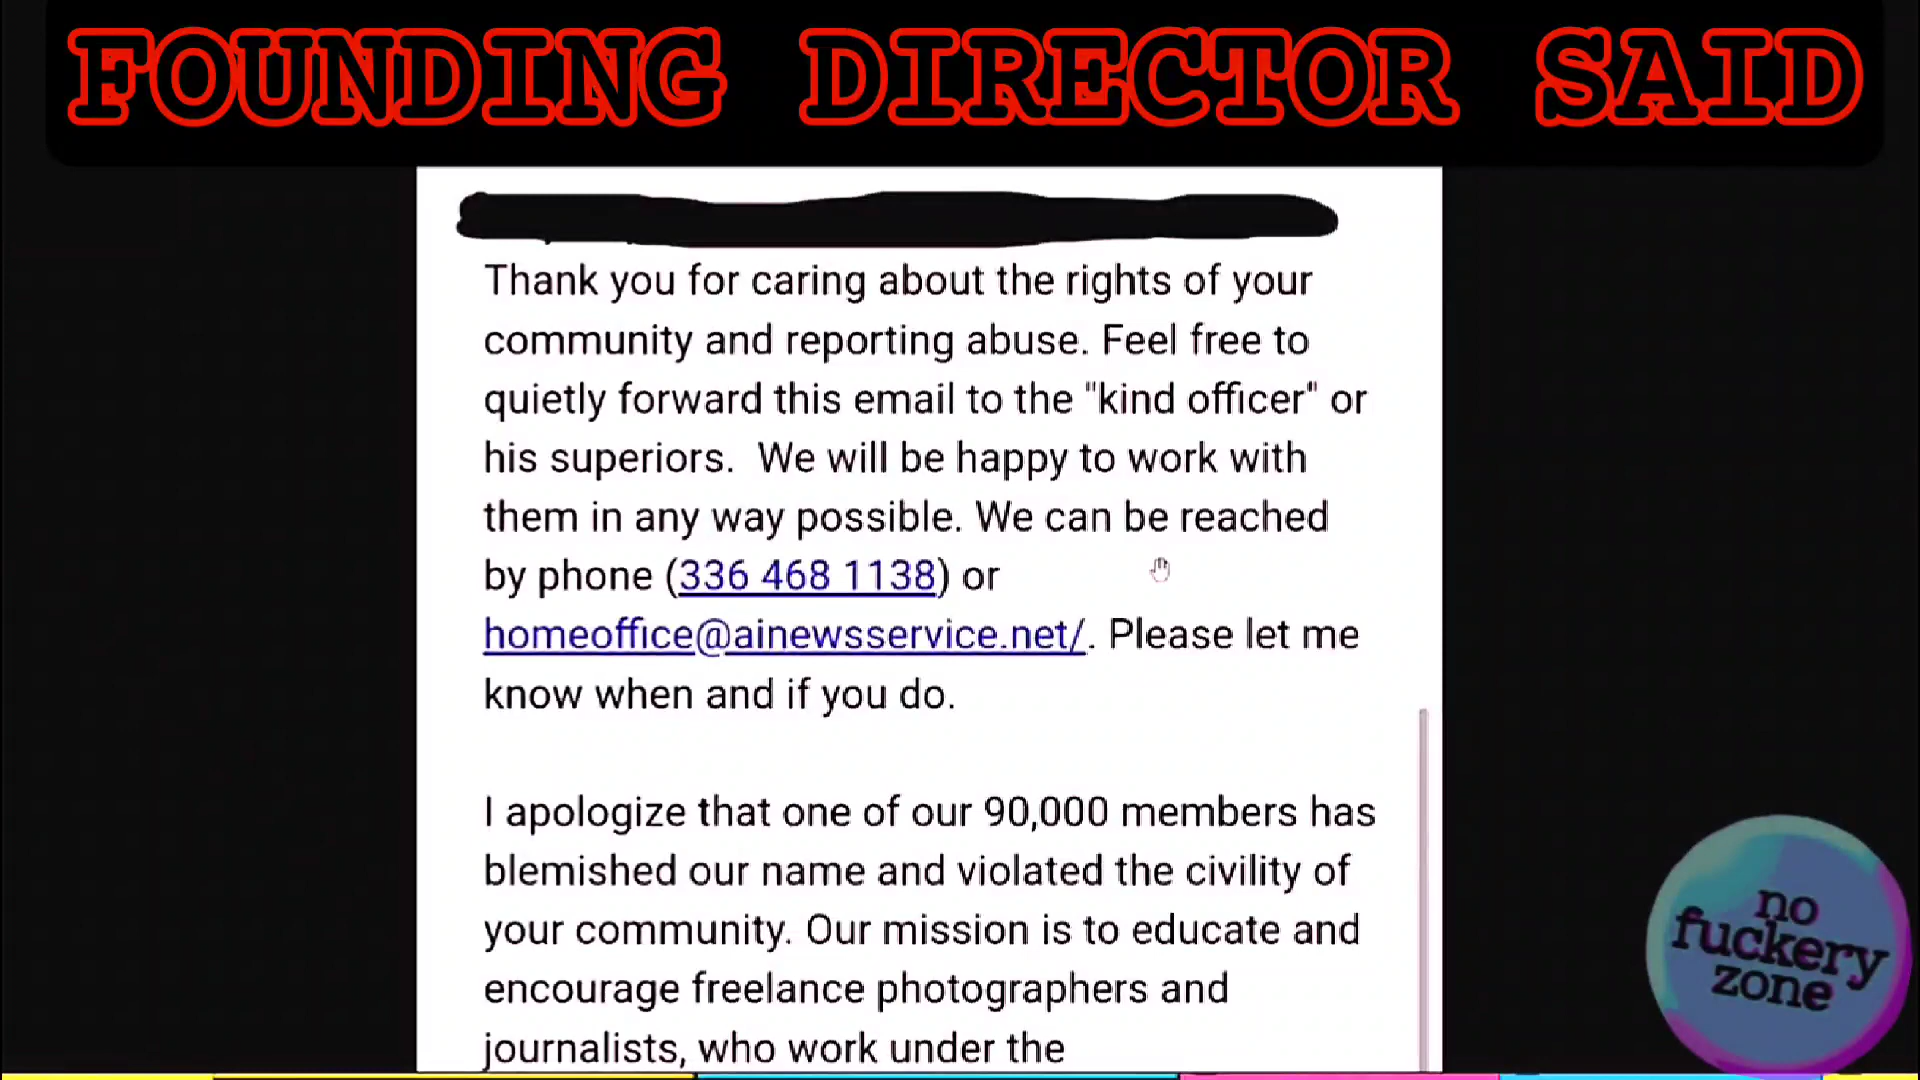 FOUNDING DIRECTOR SAID
Thank you for caring about the rights of your
community and reporting abuse. Feel free to
quietly forward this email to the "kind officer" or
his superiors.  We will be happy to work with
them in any way possible. We can be reached
by phone (336 468 1138) or
homeoffice@ainewsservice.net/. Please let me
know when and if you do.
I apologize that one of our 90,000 members has
blemished our name and violated the civility of
your community. Our mission is to educate and
encourage freelance photographers and
journalists, who work under the
no
fuckery
zone